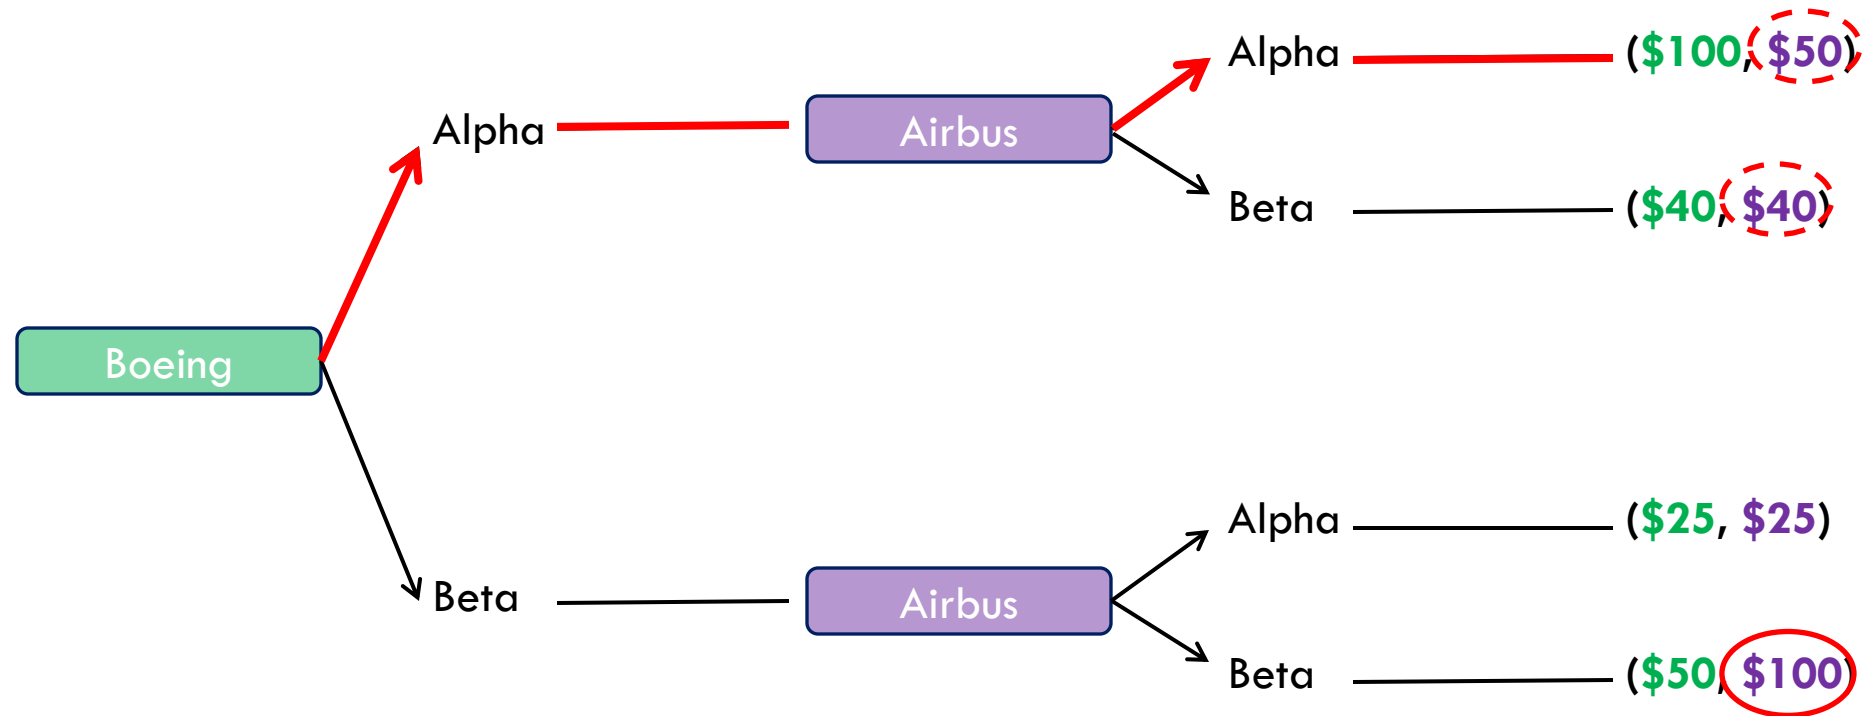 Alpha ($100, $50)
Alpha
Airbus
Beta ($40, $40)
Boeing
Alpha ($25, $25)
Beta
Airbus
Beta ($50, $100)